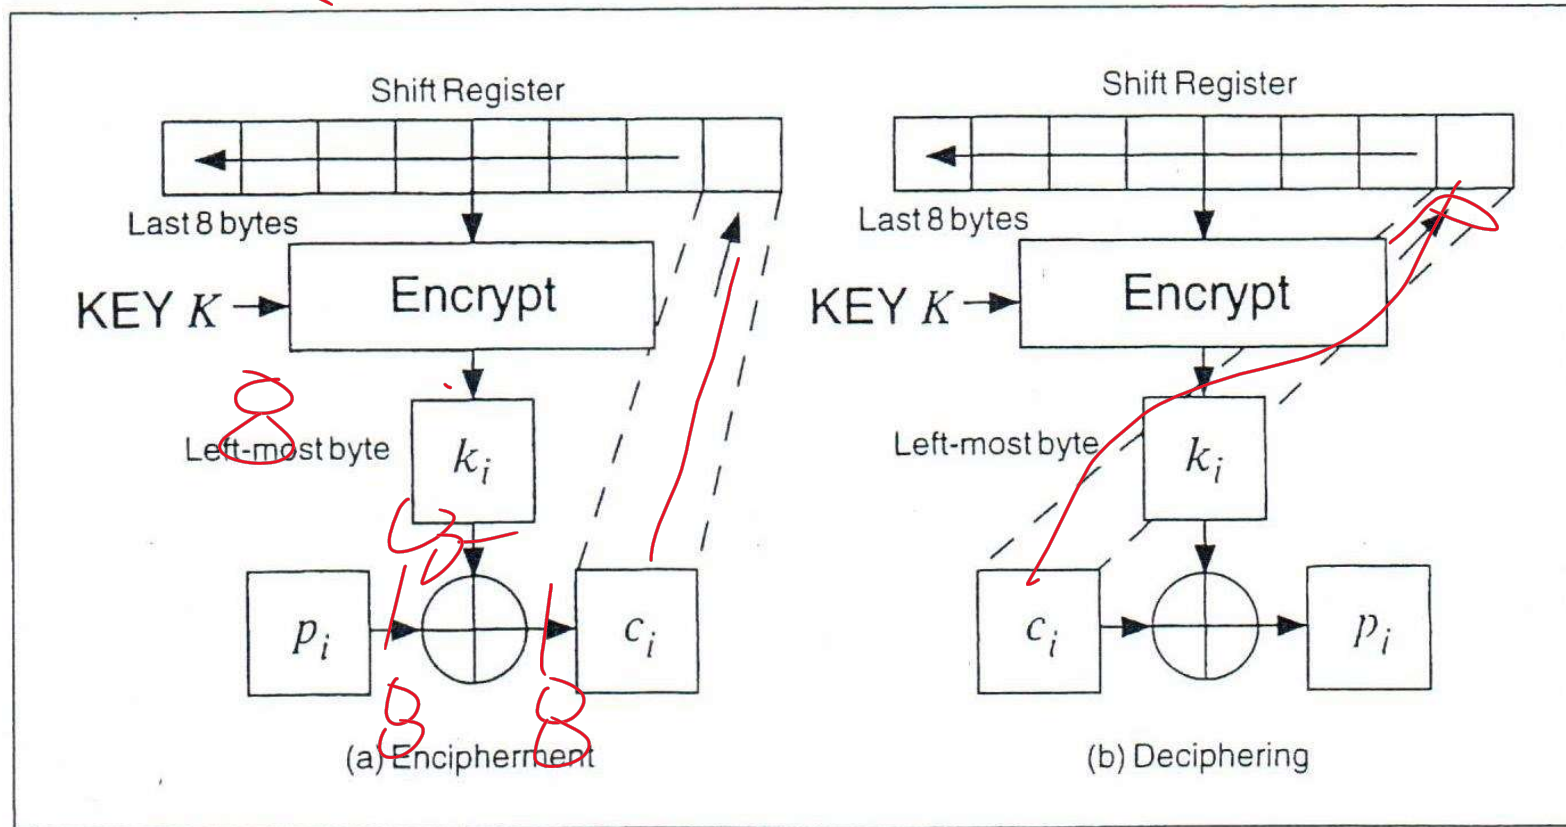 Shift Register
Last 8 bytes
KEY K
Encrypt
8
Left-most byte
k_i
8
p_i
c_i
8
8
(a) Encipherment
Shift Register
Last 8 bytes
KEY K
Encrypt
Left-most byte
k_i
c_i
p_i
(b) Deciphering